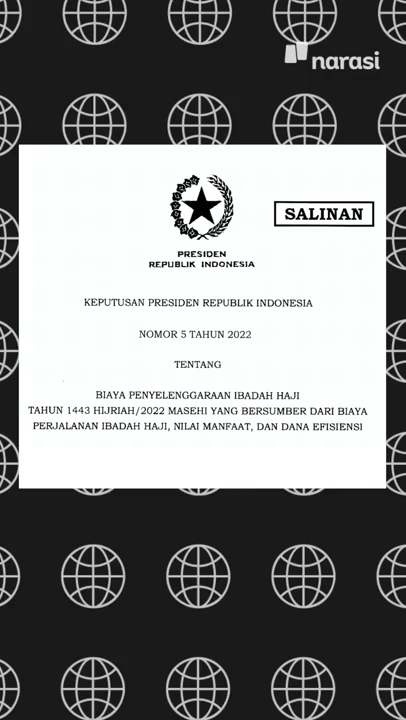 narasi
SALINAN
PRESIDEN
REPUBLIK INDONESIA
KEPUTUSAN PRESIDEN REPUBLIK INDONESIA
NOMOR 5 TAHUN 2022
TENTANG
BIAYA PENYELENGGARAAN IBADAH HAJI
TAHUN 1443 HIJRIAH/2022 MASEHI YANG BERSUMBER DARI BIAYA
PERJALANAN IBADAH HAJI, NILAI MANFAAT, DAN DANA EFISIENSI